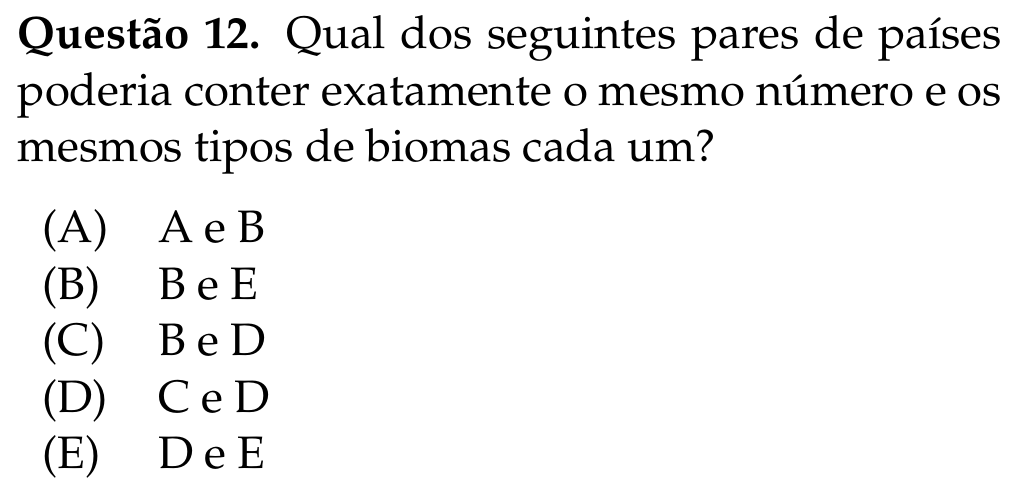 Questão 12. Qual dos seguintes pares de países
poderia conter exatamente o mesmo número e os
mesmos tipos de biomas cada um?
(A) A e B
(B) B e E
(C) B e D
(D) C e D
(E) D e E